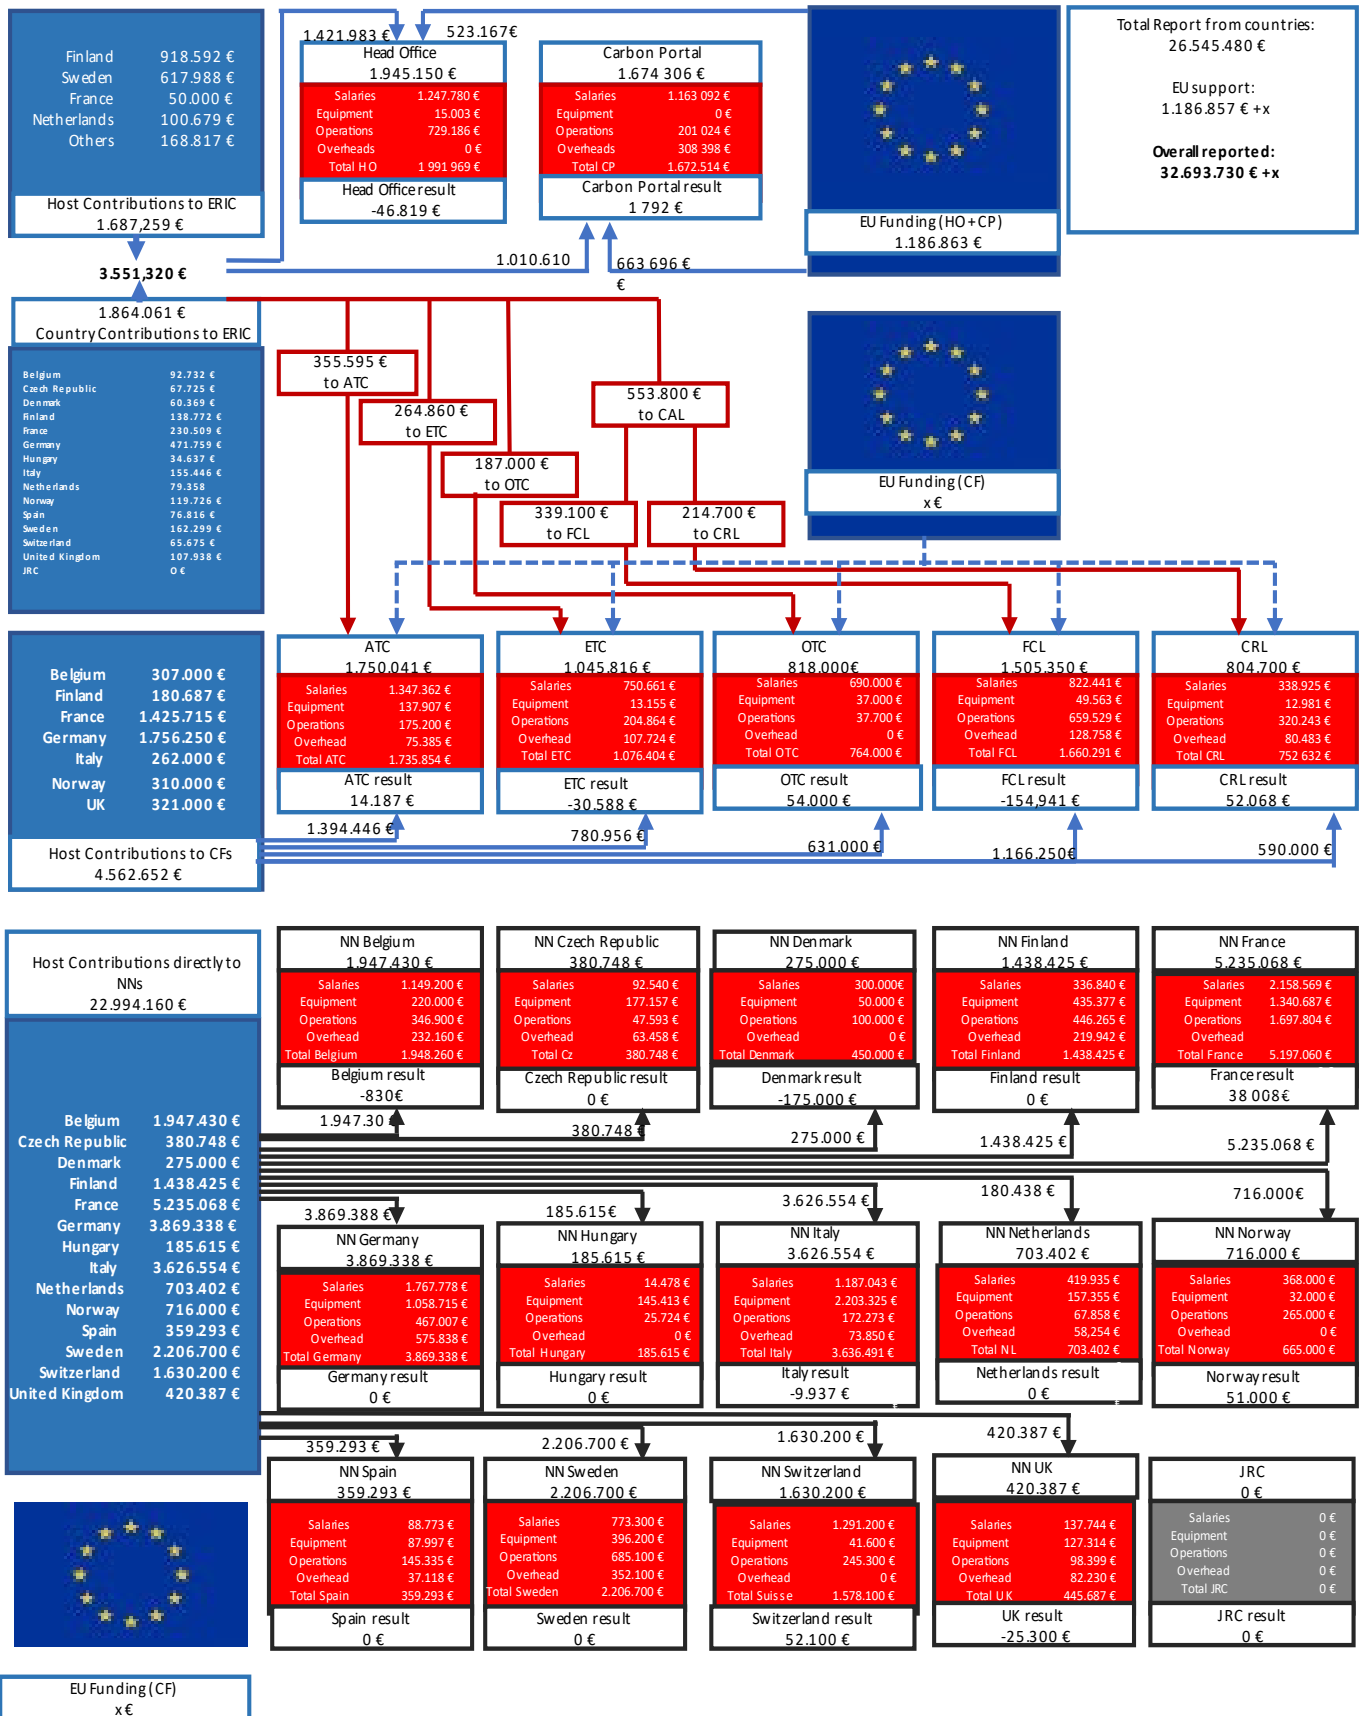 Finland 918.592 €
Sweden 617.988 €
France 50.000 €
Netherlands 100.679 €
Others 168.817 €
Host Contributions to ERIC
1.687,259 €
3.551,320 €
1.864.061 €
Country Contributions to ERIC
Belgium 92.732 €
Czech Republic 67.725 €
Denmark 60.369 €
Finland 138.772 €
France 230.509 €
Germany 471.759 €
Hungary 34.637 €
Italy 155.446 €
Netherlands 79.358
Norway 119.726 €
Spain 76.816 €
Sweden 162.299 €
Switzerland 65.675 €
United Kingdom 107.938 €
JRC 0 €
1.421.983 €
523.167€
Head Office
1.945.150 €
Salaries 1.247.780 €
Equipment 15.003 €
Operations 729.186 €
Overheads 0 €
Total HO 1 991 969 €
Head Office result
-46.819 €
Carbon Portal
1.674 306 €
Salaries 1.163 092 €
Equipment 0 €
Operations 201 024 €
Overheads 308 398 €
Total CP 1.672.514 €
Carbon Portal result
1 792 €
1.010.610
€
663 696 €
EU Funding (HO+CP)
1.186.863 €
Total Report from countries:
26.545.480 €
EU support:
1.186.857 € +x
Overall reported:
32.693.730 € +x
355.595 €
to ATC
264.860 €
to ETC
187.000 €
to OTC
553.800 €
to CAL
339.100 €
to FCL
214.700 €
to CRL
EU Funding (CF)
x €
Belgium 307.000 €
Finland 180.687 €
France 1.425.715 €
Germany 1.756.250 €
Italy 262.000 €
Norway 310.000 €
UK 321.000 €
Host Contributions to CFs
4.562.652 €
ATC
1.750.041 €
Salaries 1.347.362 €
Equipment 137.907 €
Operations 175.200 €
Overhead 75.385 €
Total ATC 1.735.854 €
ATC result
14.187 €
1.394.446 €
ETC
1.045.816 €
Salaries 750.661 €
Equipment 13.155 €
Operations 204.864 €
Overhead 107.724 €
Total ETC 1.076.404 €
ETC result
-30.588 €
780.956 €
OTC
818.000€
Salaries 690.000 €
Equipment 37.000 €
Operations 37.700 €
Overhead 0 €
Total OTC 764.000 €
OTC result
54.000 €
631.000 €
FCL
1.505.350 €
Salaries 822.441 €
Equipment 49.563 €
Operations 659.529 €
Overhead 128.758 €
Total FCL 1.660.291 €
FCL result
-154,941 €
1.166.250€
CRL
804.700 €
Salaries 338.925 €
Equipment 12.981 €
Operations 320.243 €
Overhead 80.483 €
Total CRL 752 632 €
CRL result
52.068 €
590.000 €
Host Contributions directly to
NNs
22.994.160 €
Belgium 1.947.430 €
Czech Republic 380.748 €
Denmark 275.000 €
Finland 1.438.425 €
France 5.235.068 €
Germany 3.869.338 €
Hungary 185.615 €
Italy 3.626.554 €
Netherlands 703.402 €
Norway 716.000 €
Spain 359.293 €
Sweden 2.206.700 €
Switzerland 1.630.200 €
United Kingdom 420.387 €
NN Belgium
1.947.430 €
Salaries 1.149.200 €
Equipment 220.000 €
Operations 346.900 €
Overhead 232.160 €
Total Belgium 1.948.260 €
Belgium result
-830€
1.947.30 €
NN Czech Republic
380.748 €
Salaries 92.540 €
Equipment 177.157 €
Operations 47.593 €
Overhead 63.458 €
Total Cz 380.748 €
Czech Republic result
0 €
380.748 €
NN Denmark
275.000 €
Salaries 300.000€
Equipment 50.000 €
Operations 100.000 €
Overhead 0 €
Total Denmark 450.000 €
Denmark result
-175.000 €
275.000 €
NN Finland
1.438.425 €
Salaries 336.840 €
Equipment 435.377 €
Operations 446.265 €
Overhead 219.942 €
Total Finland 1.438.425 €
Finland result
0 €
1.438.425 €
NN France
5.235.068 €
Salaries 2.158.569 €
Equipment 1.340.687 €
Operations 1.697.804 €
Overhead
Total France 5.197.060 €
France result
38 008€
5.235.068 €
3.869.388 €
NN Germany
3.869.338 €
Salaries 1.767.778 €
Equipment 1.058.715 €
Operations 467.007 €
Overhead 575.838 €
Total Germany 3.869.338 €
Germany result
0 €
185.615€
NN Hungary
185.615 €
Salaries 14.478 €
Equipment 145.413 €
Operations 25.724 €
Overhead 0 €
Total Hungary 185.615 €
Hungary result
0 €
3.626.554 €
NN Italy
3.626.554 €
Salaries 1.187.043 €
Equipment 2.203.325 €
Operations 172.273 €
Overhead 73.850 €
Total Italy 3.636.491 €
Italy result
-9.937 €
180.438 €
NN Netherlands
703.402 €
Salaries 419.935 €
Equipment 157.355 €
Operations 67.858 €
Overhead 58,254 €
Total NL 703.402 €
Netherlands result
0 €
716.000€
NN Norway
716.000 €
Salaries 368.000 €
Equipment 32.000 €
Operations 265.000 €
Overhead 0 €
Total Norway 665.000 €
Norway result
51.000 €
359.293 €
NN Spain
359.293 €
Salaries 88.773 €
Equipment 87.997 €
Operations 145.335 €
Overhead 37.118 €
Total Spain 359.293 €
Spain result
0 €
2.206.700 €
NN Sweden
2.206.700 €
Salaries 773.300 €
Equipment 396.200 €
Operations 685.100 €
Overhead 352.100 €
Total Sweden 2.206.700 €
Sweden result
0 €
1.630.200 €
NN Switzerland
1.630.200 €
Salaries 1.291.200 €
Equipment 41.600 €
Operations 245.300 €
Overhead 0 €
Total Suisse 1.578.100 €
Switzerland result
52.100 €
420.387 €
NN UK
420.387 €
Salaries 137.744 €
Equipment 127.314 €
Operations 98.399 €
Overhead 82.230 €
Total UK 445.687 €
UK result
-25.300 €
JRC
0 €
Salaries 0 €
Equipment 0 €
Operations 0 €
Overhead 0 €
Total JRC 0 €
JRC result
0 €
EU Funding (CF)
x €